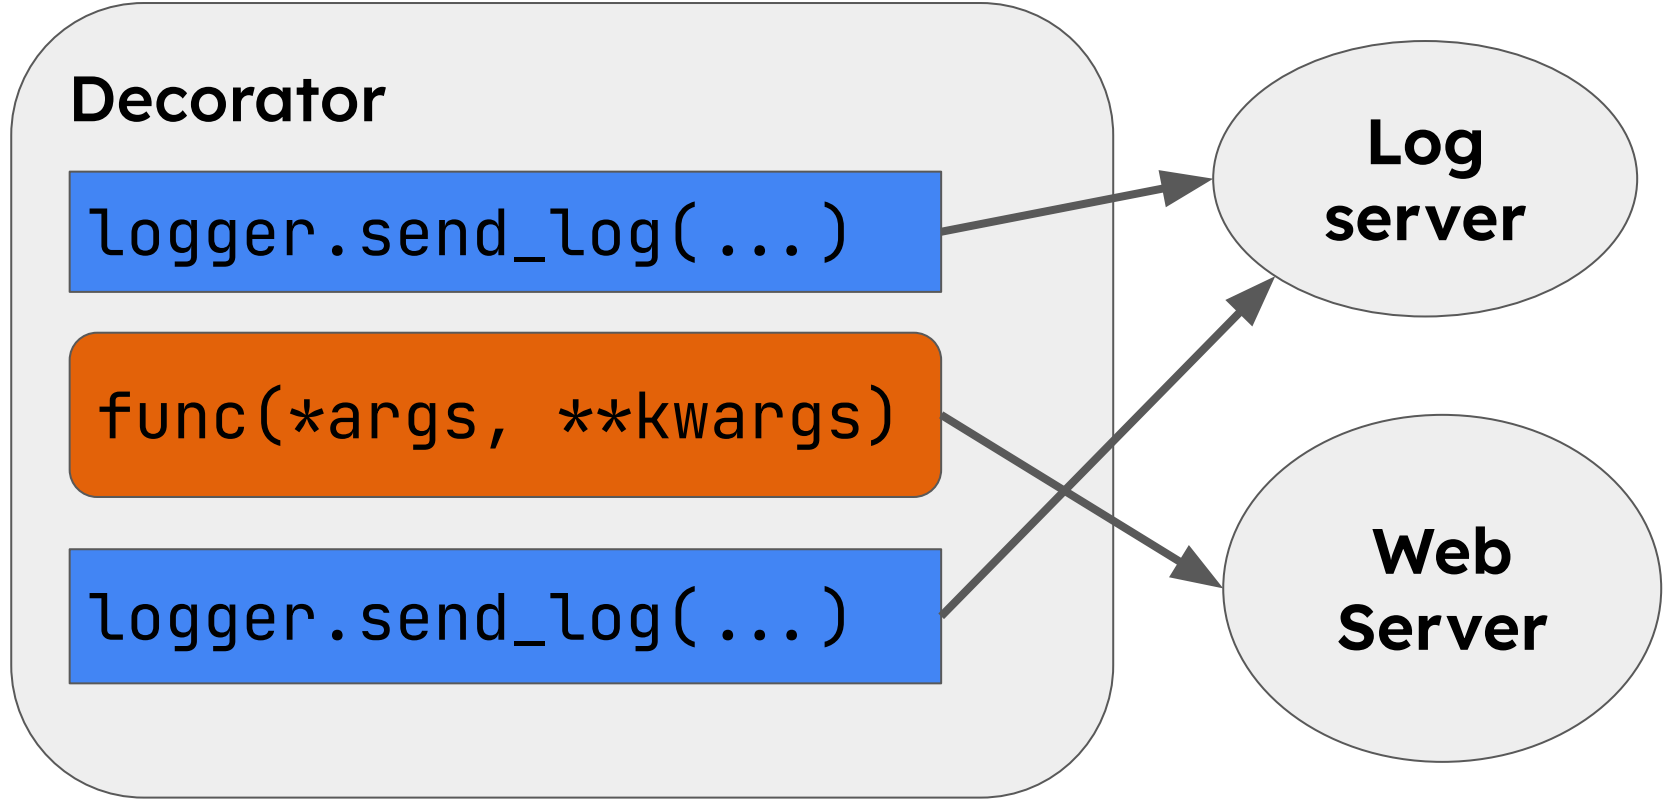 Decorator
logger.send_log(...)
func(*args, **kwargs)
logger.send_log(...)
Log
server
Web
Server